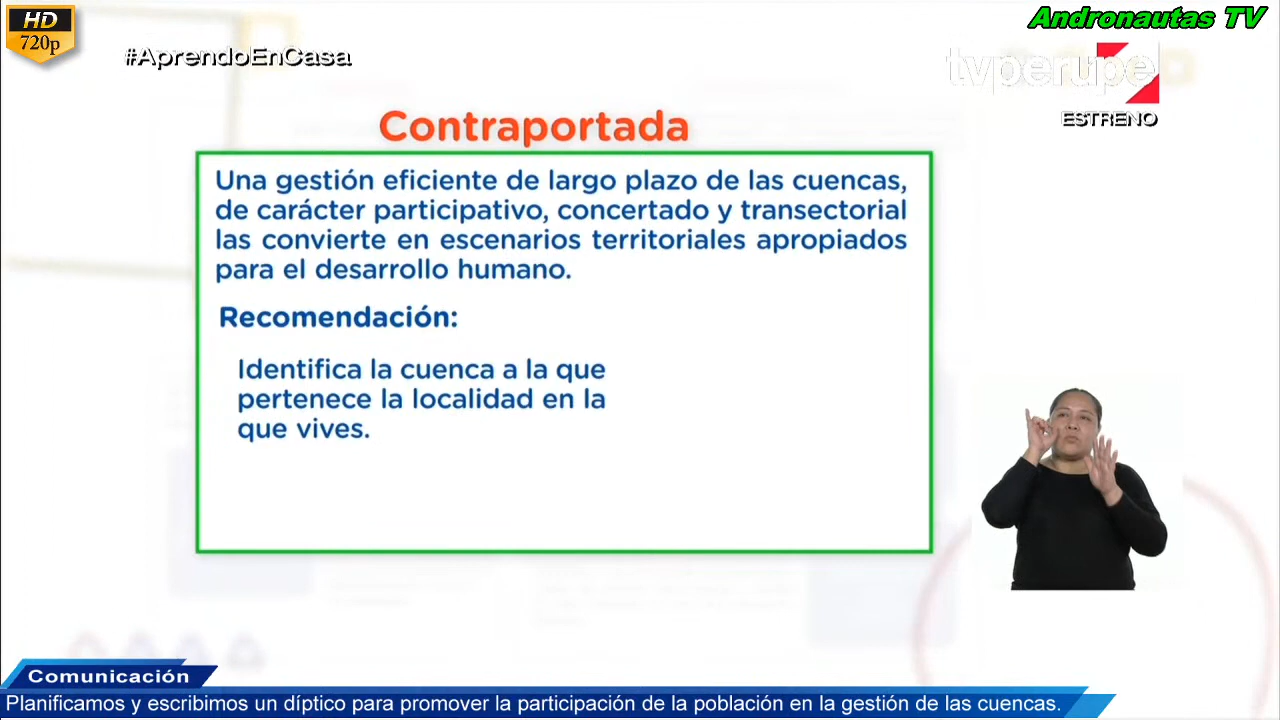 HD
720p
#AprendoEnCasa
Andronautas TV
tvperupe
ESTRENO
Contraportada
Una gestión eficiente de largo plazo de las cuencas,
de carácter participativo, concertado y transectorial
las convierte en escenarios territoriales apropiados
para el desarrollo humano.
Recomendación:
Identifica la cuenca a la que
pertenece la localidad en la
que vives.
Comunicación
Planificamos y escribimos un díptico para promover la participación de la población en la gestión de las cuencas.